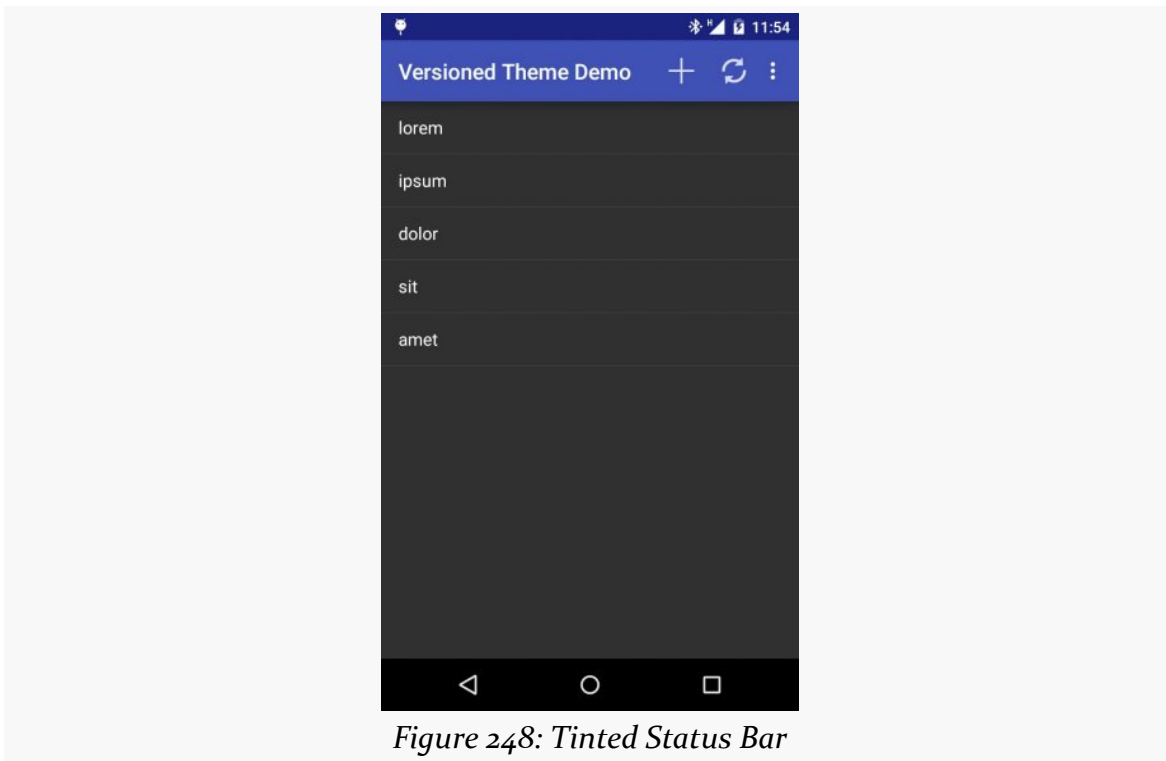 H 11:54
Versioned Theme Demo
lorem
ipsum
dolor
sit
amet
Figure 248: Tinted Status Bar